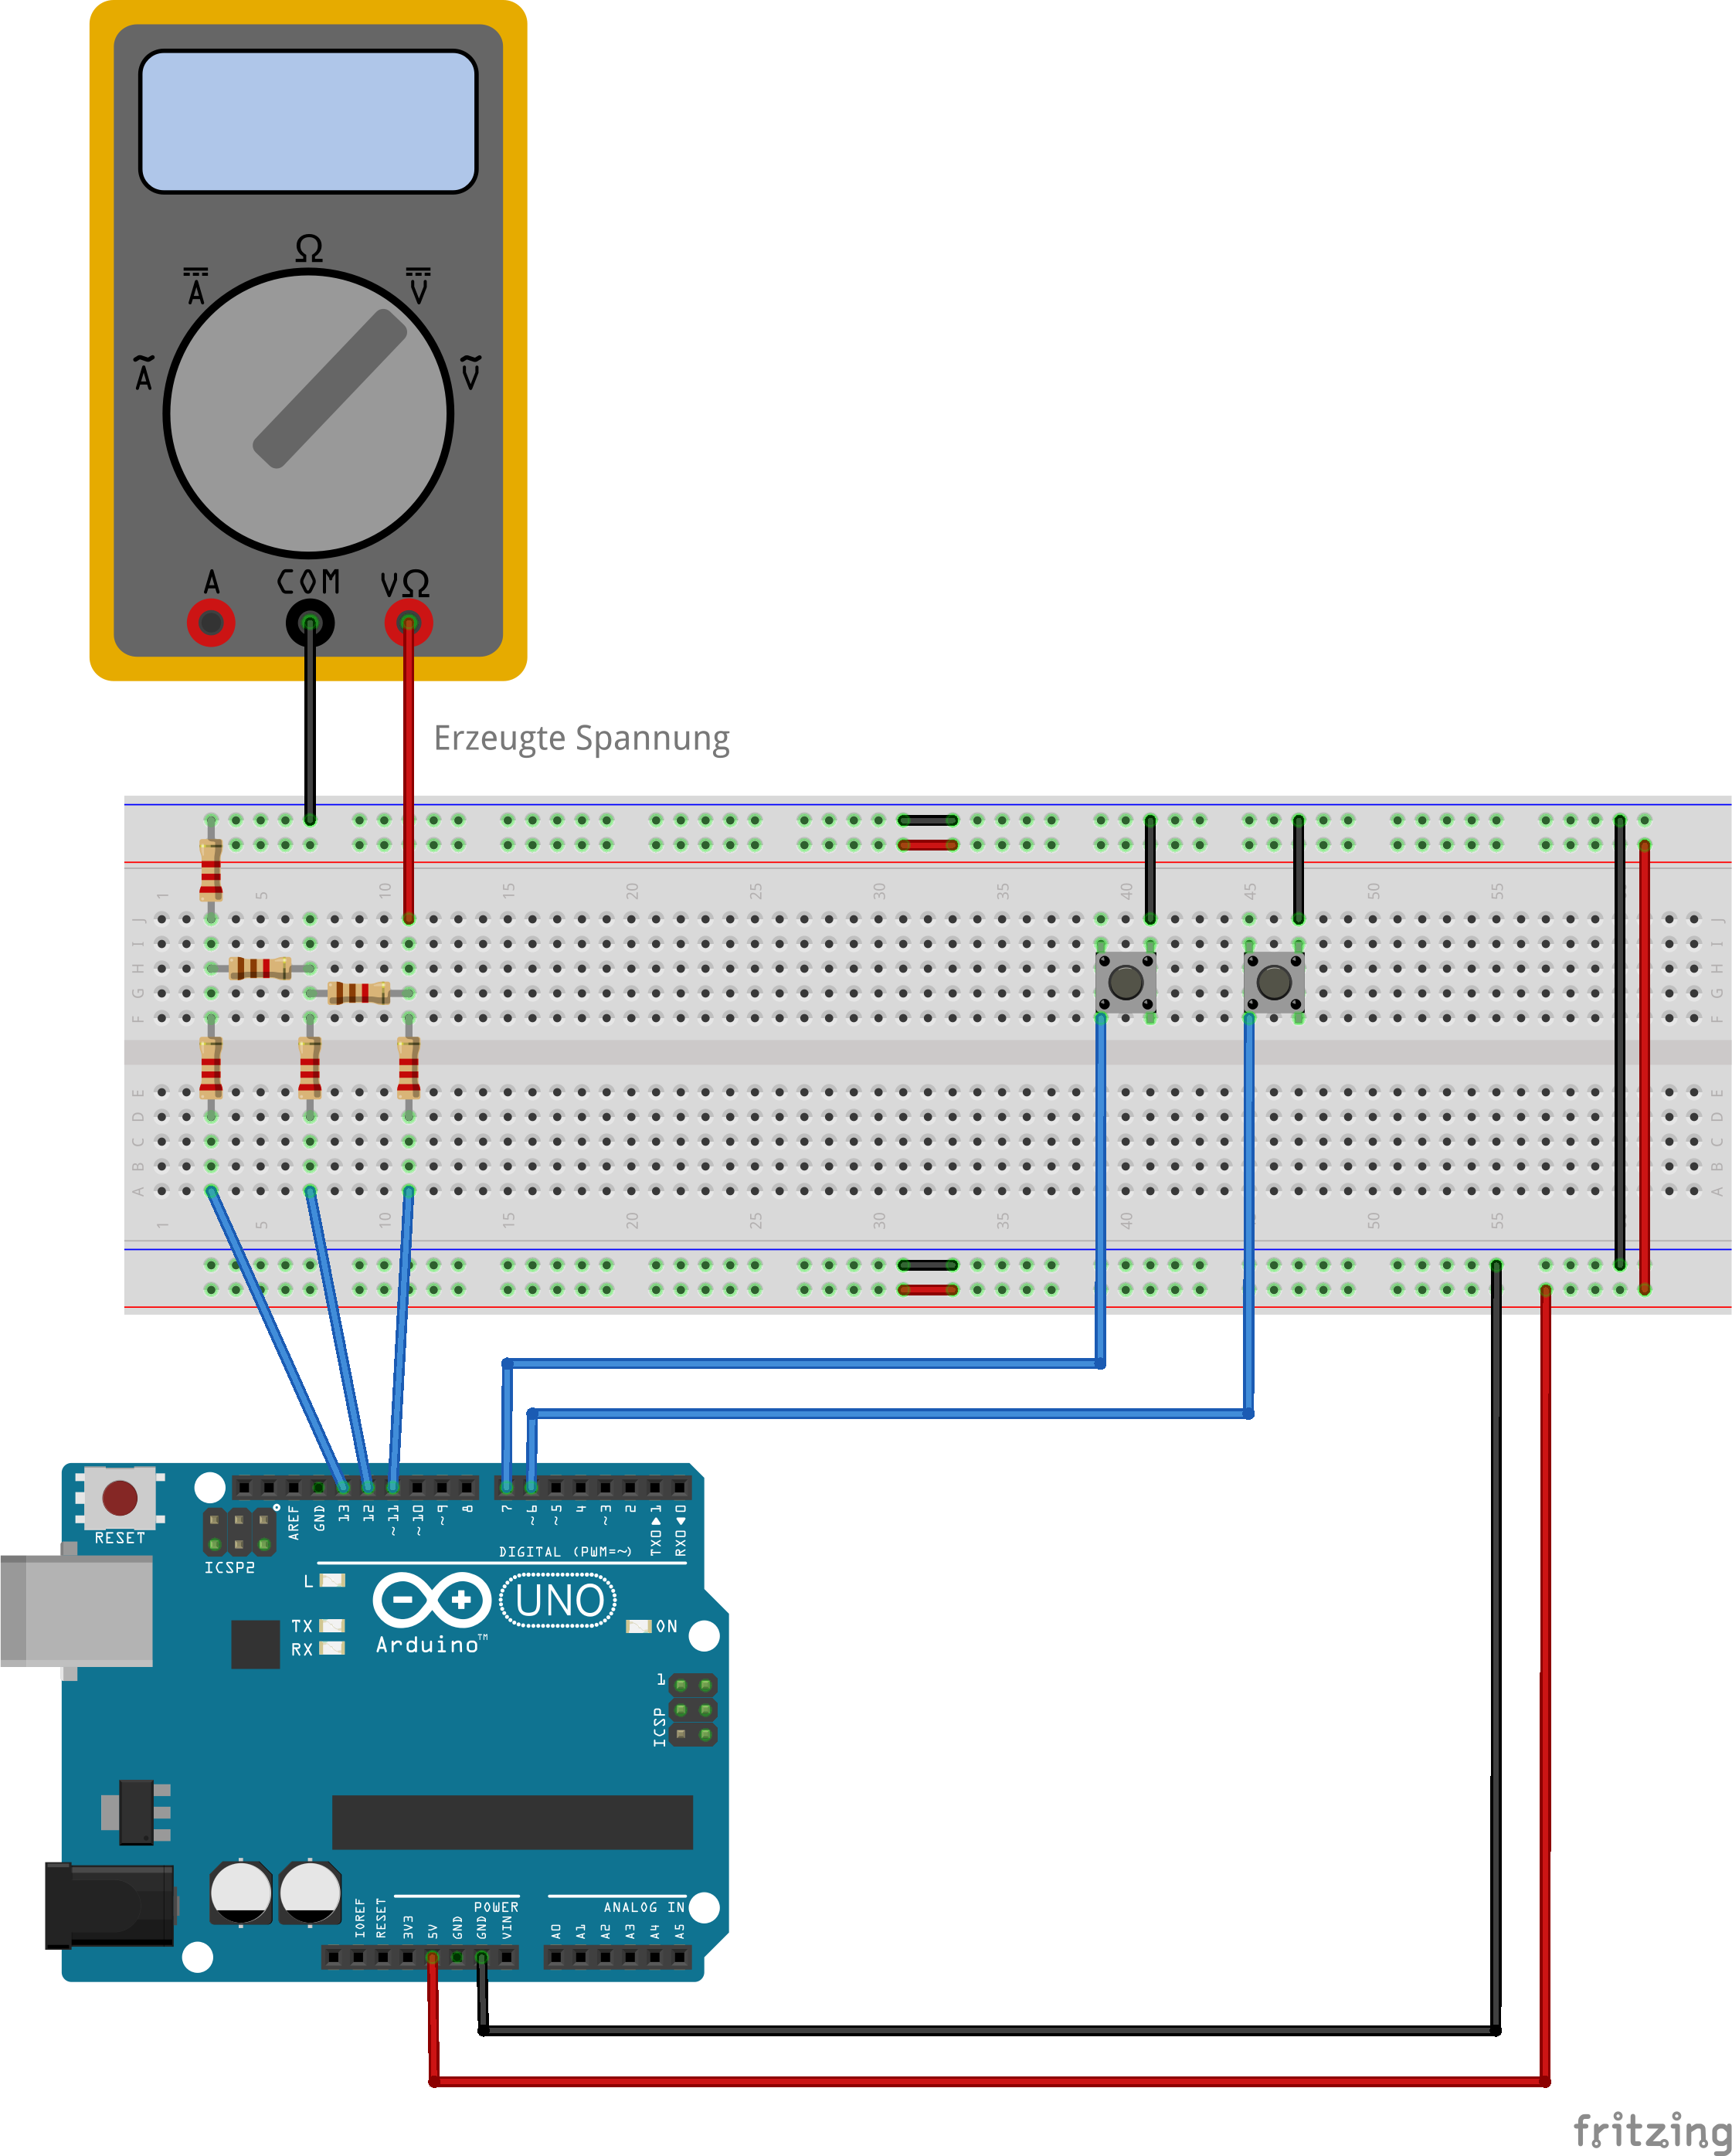 Ω
A
V
A
V
A COM VΩ
Erzeugte Spannung
1 5 10 15 20 25 30 35 40 45 50 55
J J
I I
H H
G G
F F
E E
D D
C C
B B
A A
1 5 10 15 20 25 30 35 40 50 55
AREF GND 13 12 ~11 ~10 ~9 8 7 ~6 ~5 4 ~3 2 TX0▶1 RX0◀0
RESET
ICSP2
DIGITAL (PWM=~)
L
TX
RX
UNO
ON
Arduino™
1
ICSP
POWER
ANALOG IN
IOREF RESET 3V3 5V GND GND VIN A0 A1 A2 A3 A4 A5
fritzing